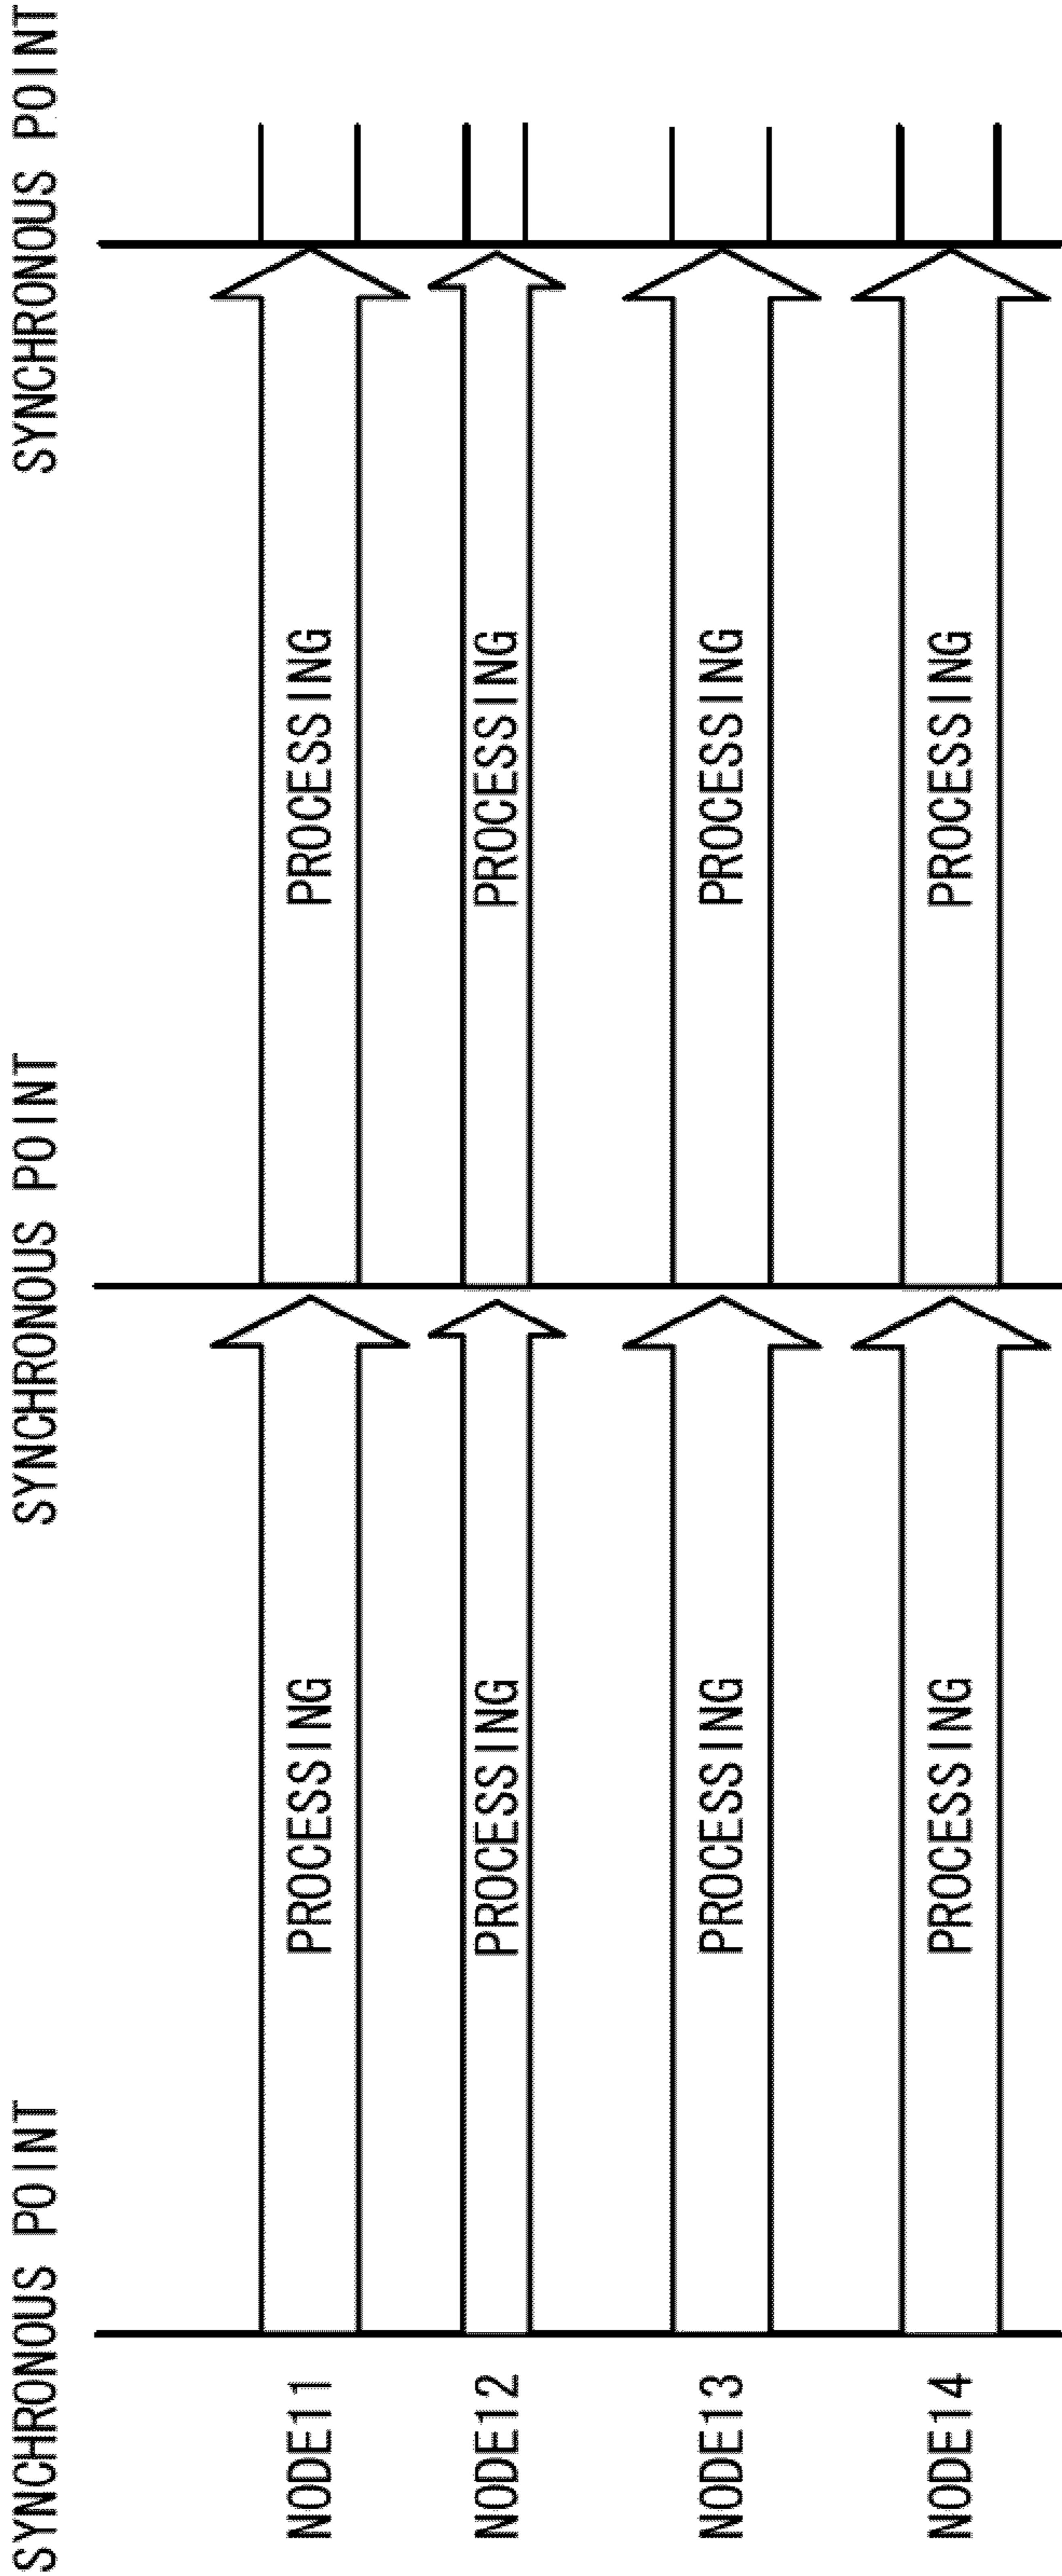 SYNCHRONOUS POINT
SYNCHRONOUS POINT
SYNCHRONOUS POINT
NODE11
PROCESSING
PROCESSING
NODE12
PROCESSING
PROCESSING
NODE13
PROCESSING
PROCESSING
NODE14
PROCESSING
PROCESSING